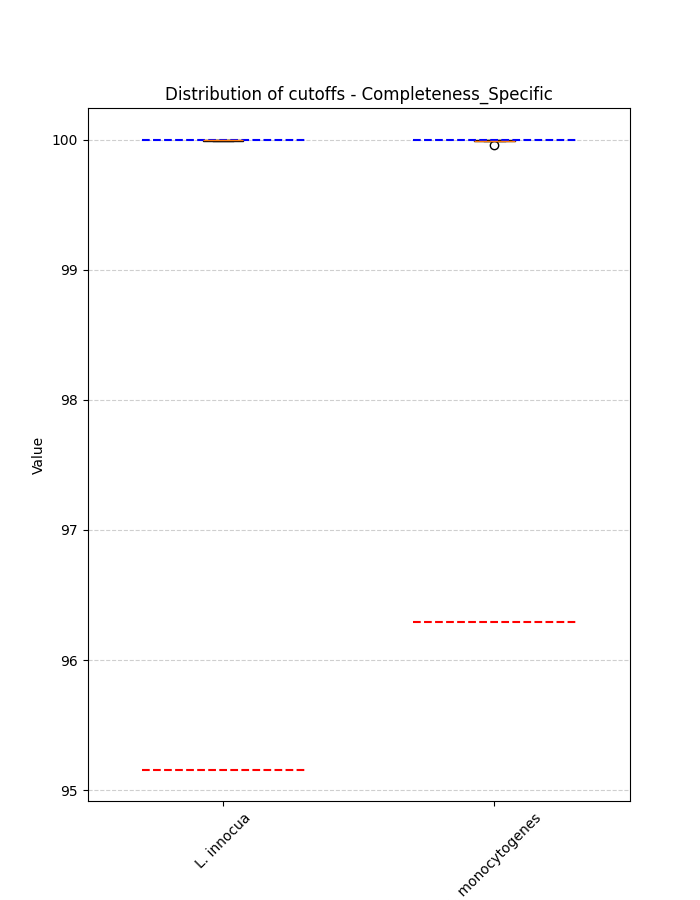 Distribution of cutoffs - Completeness_Specific
100
99
98
97
96
95
Value
L. innocua
monocytogenes